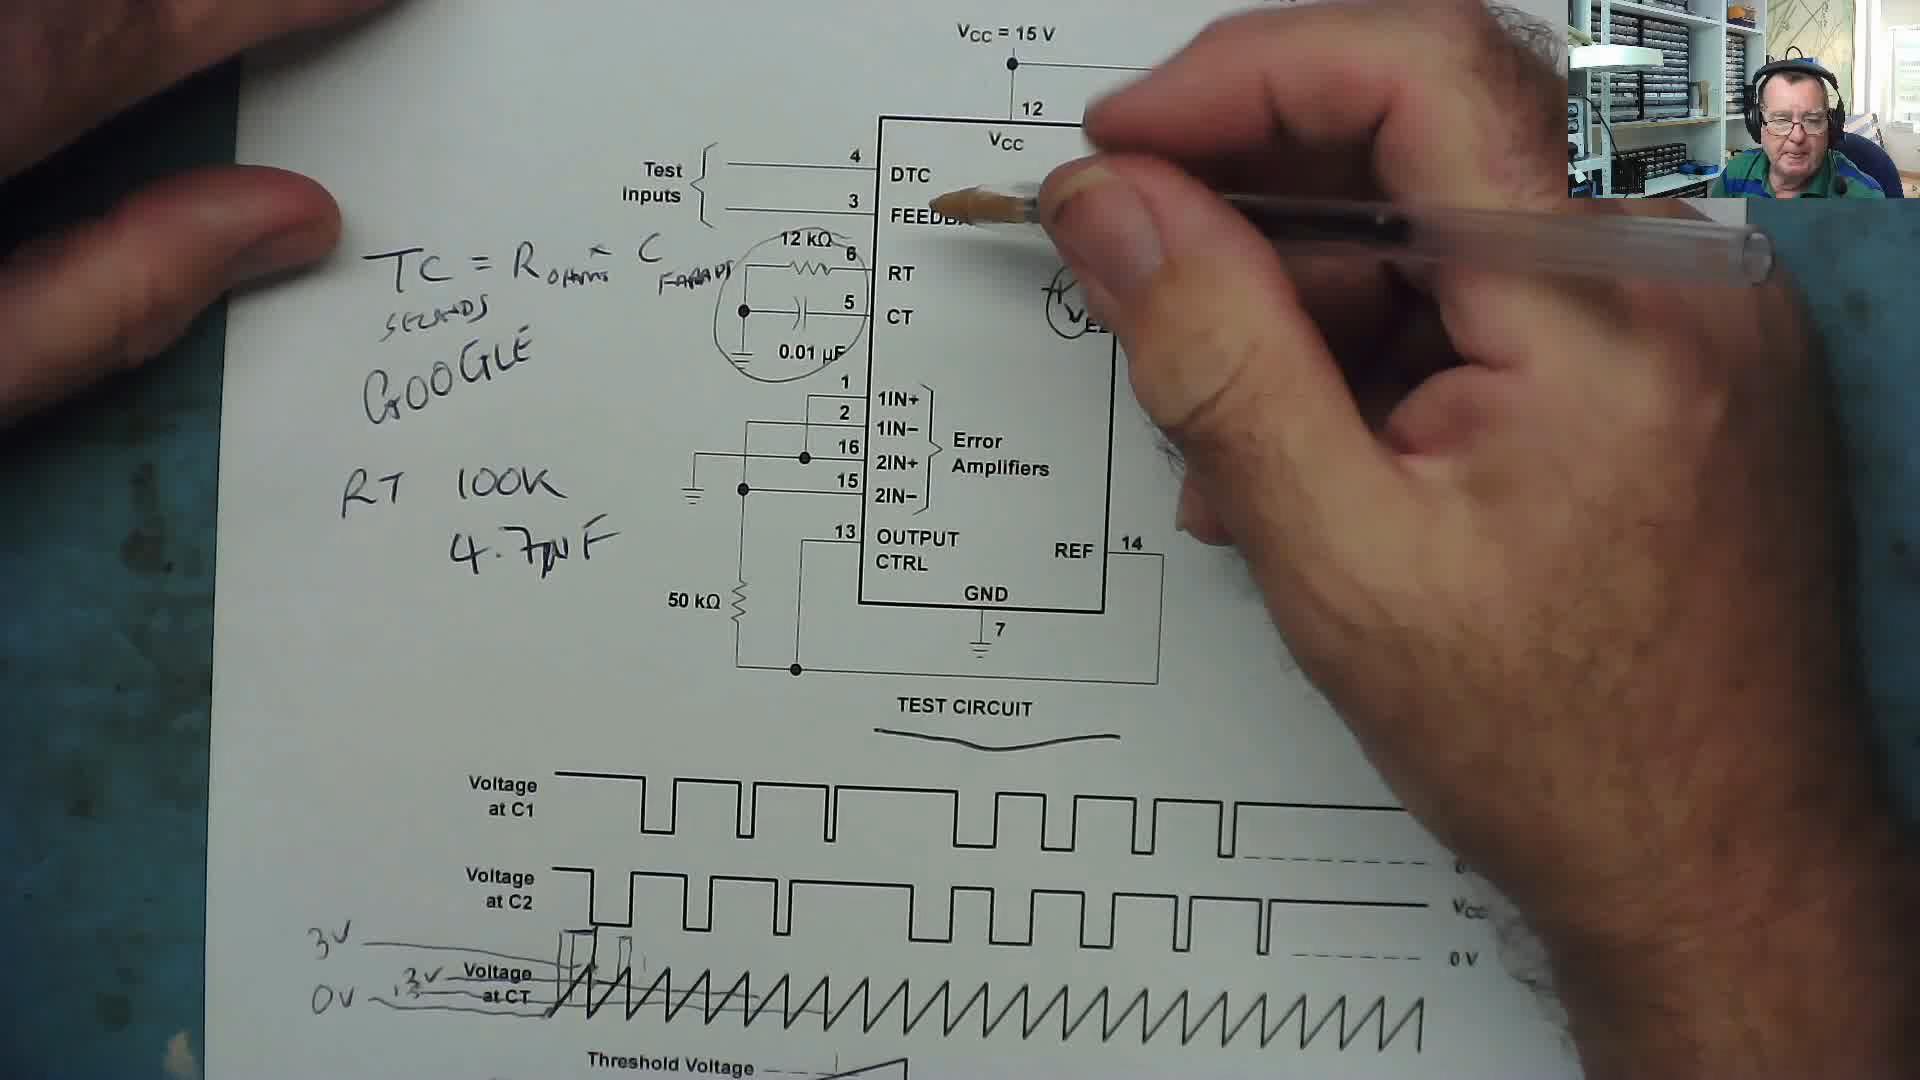 VCC = 15 V
12
VCC
4
DTC
Test
Inputs
3
FEEDBA
12 kΩ
6
RT
5
CT
0.01 µF
TC = R OHMS × C FARADS
SECONDS
GOOGLE
RT 100K
4.7nF
1
1IN+
2
1IN−
16
2IN+
15
2IN−
Error
Amplifiers
13
OUTPUT
CTRL
REF
14
GND
7
50 kΩ
TEST CIRCUIT
Voltage
at C1
Voltage
at C2
VCC
0 V
3V
Voltage
at CT
0V
Threshold Voltage